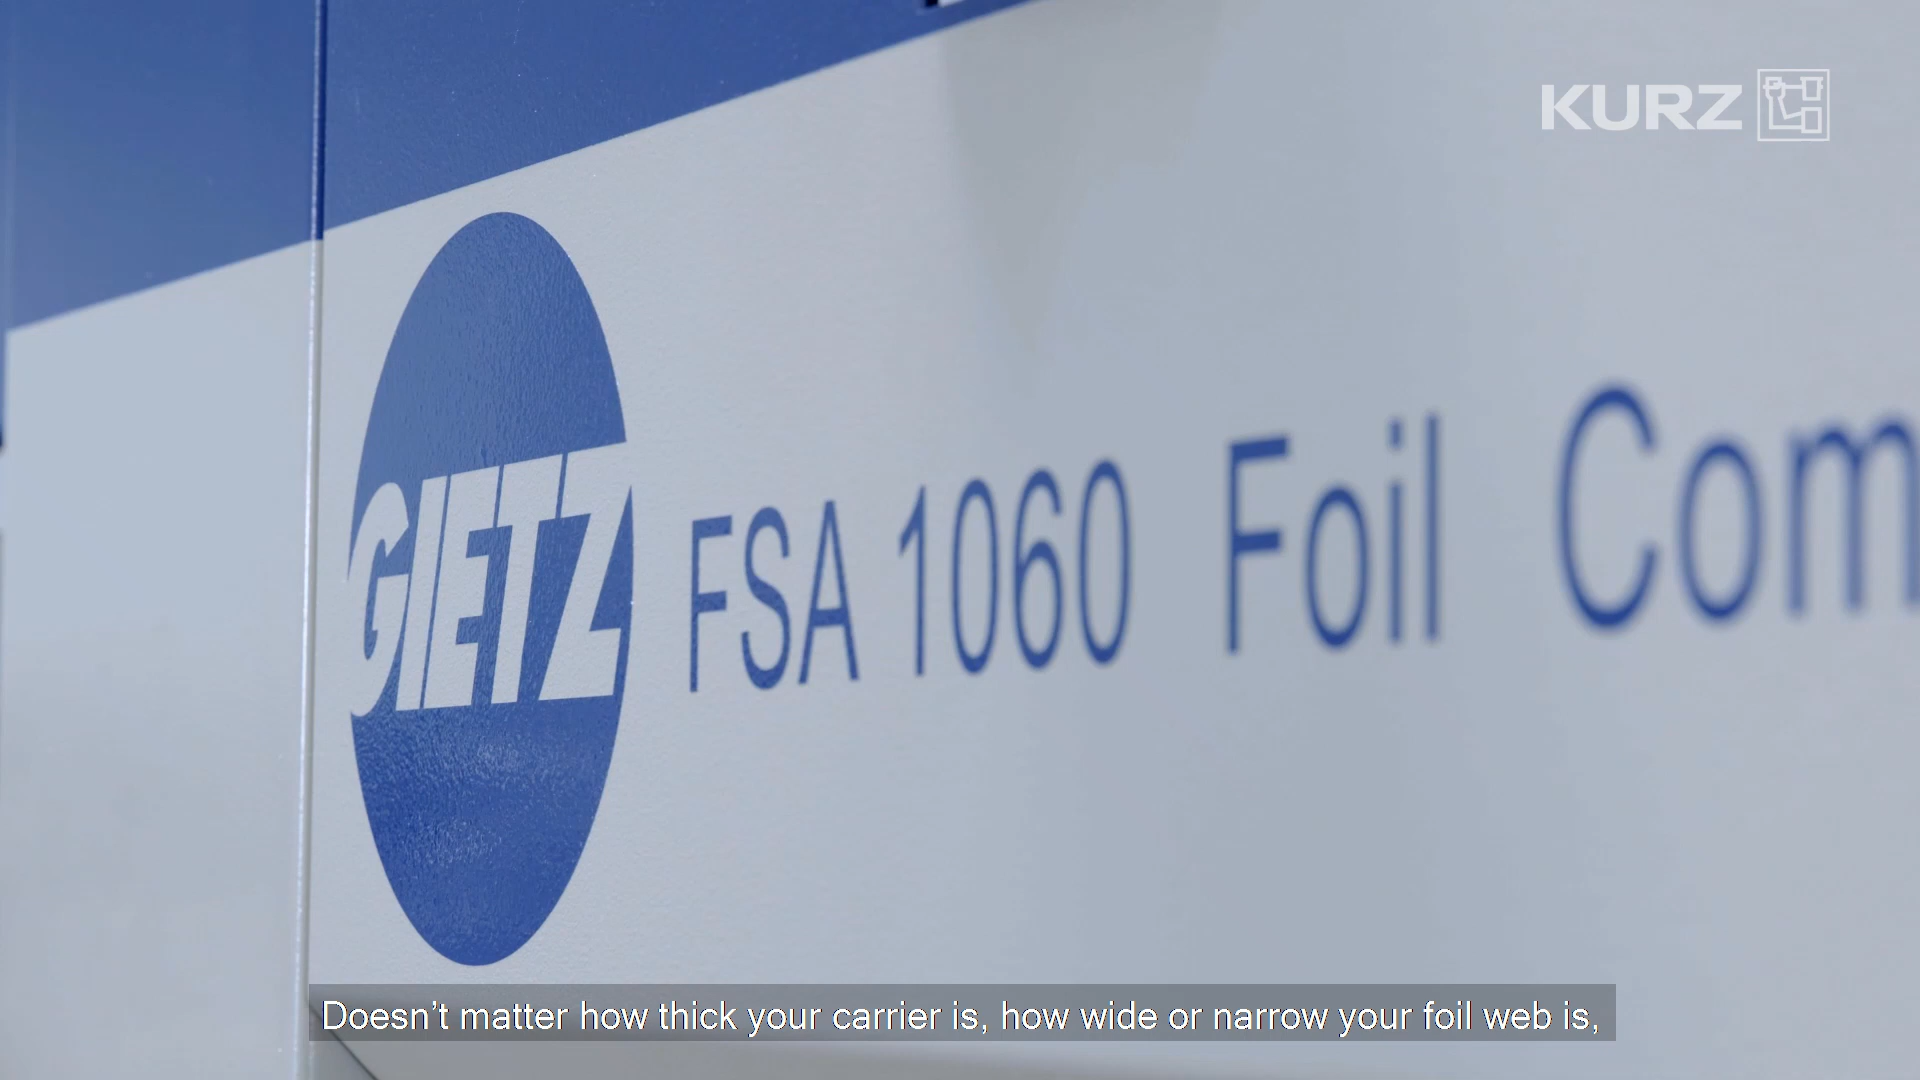 KURZ
GIETZ FSA 1060 Foil Com
Doesn't matter how thick your carrier is, how wide or narrow your foil web is,